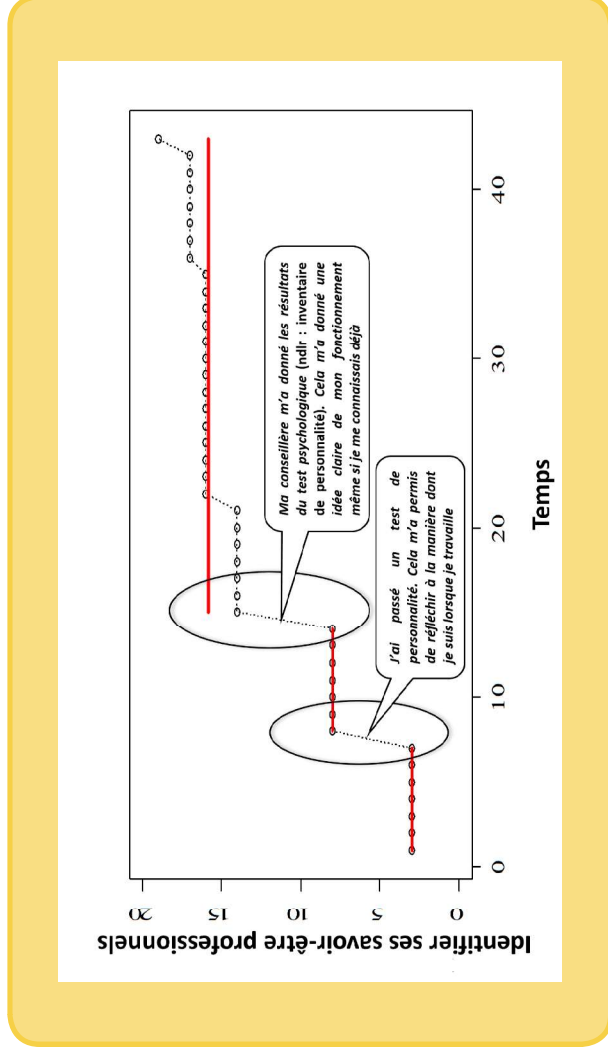 Identifier ses savoir-être professionnels
20
15
10
5
0
Ma conseillère m'a donné les résultats
du test psychologique (ndlr : inventaire
de personnalité). Cela m'a donné une
idée claire de mon fonctionnement
même si je me connaissais déjà
J'ai passé un test de
personnalité. Cela m'a permis
de réfléchir à la manière dont
je suis lorsque je travaille
0
10
20
30
40
Temps